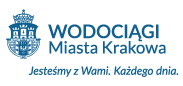 WODOCIĄGI
Miasta Krakowa
Jesteśmy z Wami. Każdego dnia.